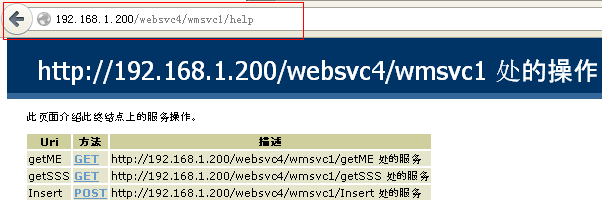 192.168.1.200/websvc4/wmsvc1/help
http://192.168.1.200/websvc4/wmsvc1 处的操作
此页面介绍此终结点上的服务操作。
Uri 方法 描述
getME GET http://192.168.1.200/websvc4/wmsvc1/getME 处的服务
getSSS GET http://192.168.1.200/websvc4/wmsvc1/getSSS 处的服务
Insert POST http://192.168.1.200/websvc4/wmsvc1/Insert 处的服务